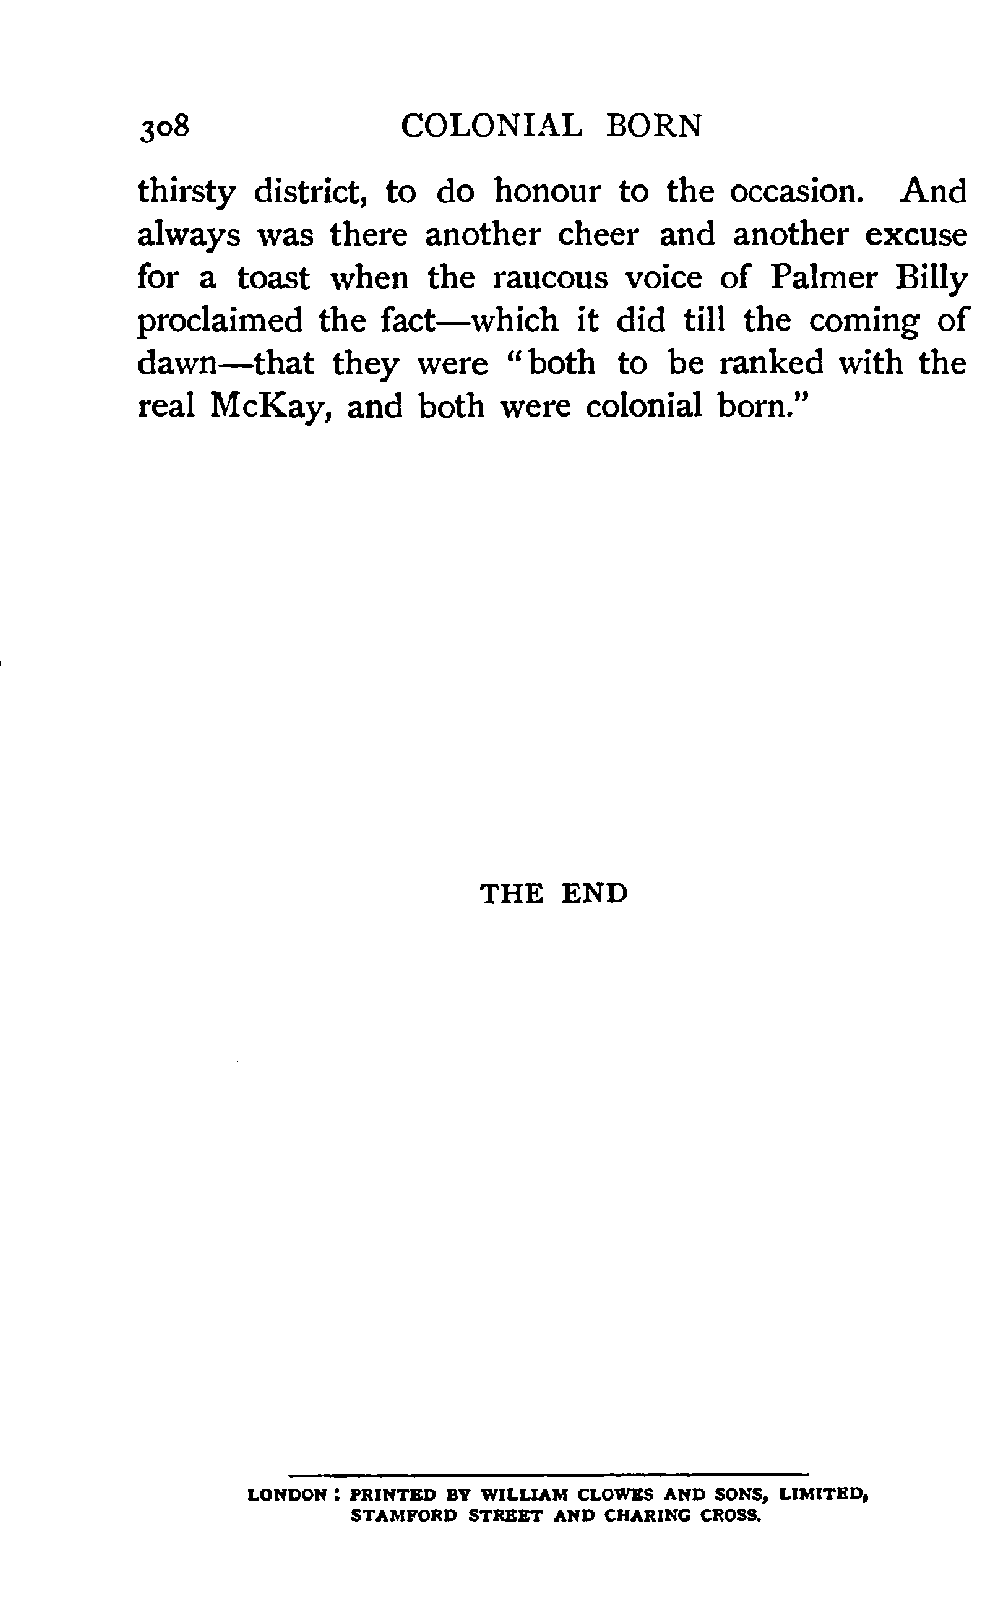 308 COLONIAL BORN
thirsty district, to do honour to the occasion. And
always was there another cheer and another excuse
for a toast when the raucous voice of Palmer Billy
proclaimed the fact—which it did till the coming of
dawn—that they were "both to be ranked with the
real McKay, and both were colonial born."
THE END
LONDON: PRINTED BY WILLIAM CLOWES AND SONS, LIMITED,
STAMFORD STREET AND CHARING CROSS.